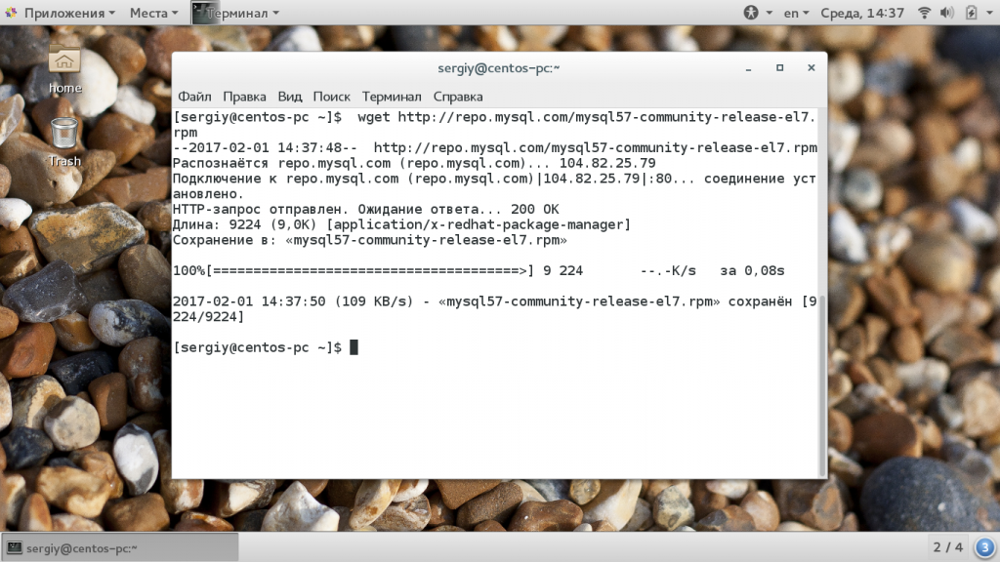 Приложения Места Терминал en Среда, 14:37
home
Trash
sergiy@centos-pc:~
Файл Правка Вид Поиск Терминал Справка
[sergiy@centos-pc ~]$  wget http://repo.mysql.com/mysql57-community-release-el7.
rpm
--2017-02-01 14:37:48--  http://repo.mysql.com/mysql57-community-release-el7.rpm
Распознаётся repo.mysql.com (repo.mysql.com)... 104.82.25.79
Подключение к repo.mysql.com (repo.mysql.com)|104.82.25.79|:80... соединение уст
ановлено.
HTTP-запрос отправлен. Ожидание ответа... 200 OK
Длина: 9224 (9,0K) [application/x-redhat-package-manager]
Сохранение в: «mysql57-community-release-el7.rpm»
100%[======================================>] 9 224       --.-K/s   за 0,08s
2017-02-01 14:37:50 (109 KB/s) - «mysql57-community-release-el7.rpm» сохранён [9
224/9224]
[sergiy@centos-pc ~]$
sergiy@centos-pc:~ 2 / 4 3